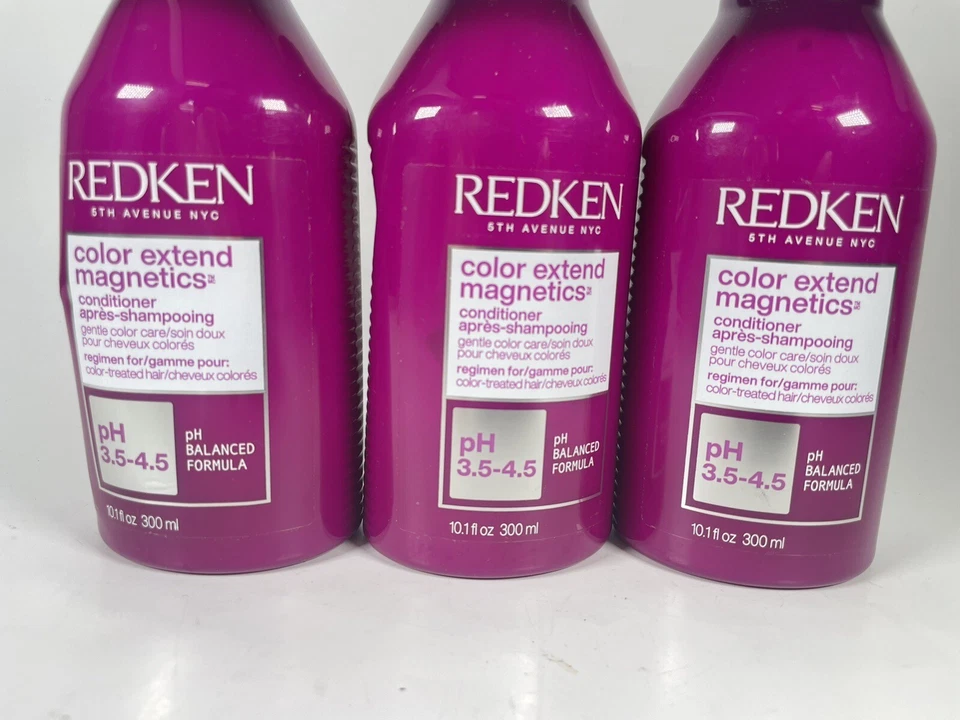 REDKEN
5TH AVENUE NYC
color extend
magnetics
conditioner
après-shampooing
gentle color care/soin doux
pour cheveux colorés
regimen for/gamme pour:
color-treated hair/cheveux colorés
pH
3.5-4.5
pH
BALANCED
FORMULA
10.1 fl oz 300 ml
REDKEN
5TH AVENUE NYC
color extend
magnetics
conditioner
après-shampooing
gentle color care/soin doux
pour cheveux colorés
regimen for/gamme pour:
color-treated hair/cheveux colorés
pH
3.5-4.5
pH
BALANCED
FORMULA
10.1 fl oz 300 ml
REDKEN
5TH AVENUE NYC
color extend
magnetics
conditioner
après-shampooing
gentle color care/soin doux
pour cheveux colorés
regimen for/gamme pour:
color-treated hair/cheveux colorés
pH
3.5-4.5
pH
BALANCED
FORMULA
10.1 fl oz 300 ml